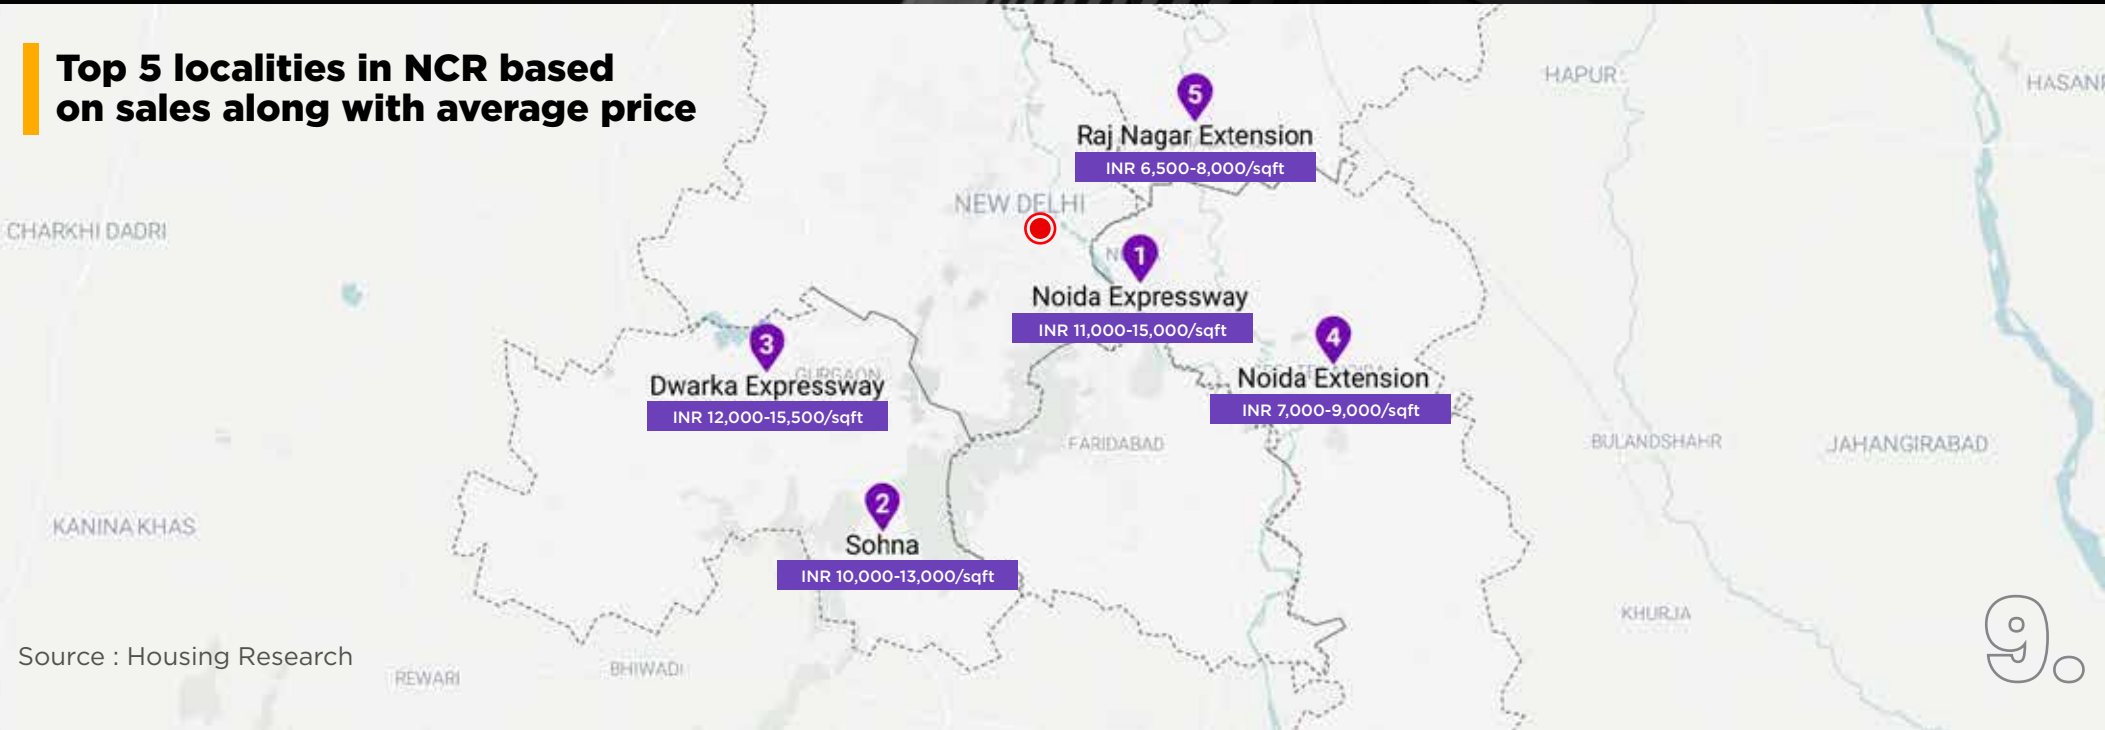 Top 5 localities in NCR based
on sales along with average price
HAPUR
5
Raj Nagar Extension
INR 6,500-8,000/sqft
NEW DELHI
CHARKHI DADRI
1
Noida Expressway
INR 11,000-15,000/sqft
3
GURGAON
Dwarka Expressway
INR 12,000-15,500/sqft
4
Noida Extension
INR 7,000-9,000/sqft
FARIDABAD
BULANDSHAHR
JAHANGIRABAD
2
Sohna
INR 10,000-13,000/sqft
KANINA KHAS
KHURJA
Source : Housing Research
REWARI
BHIWADI
9.